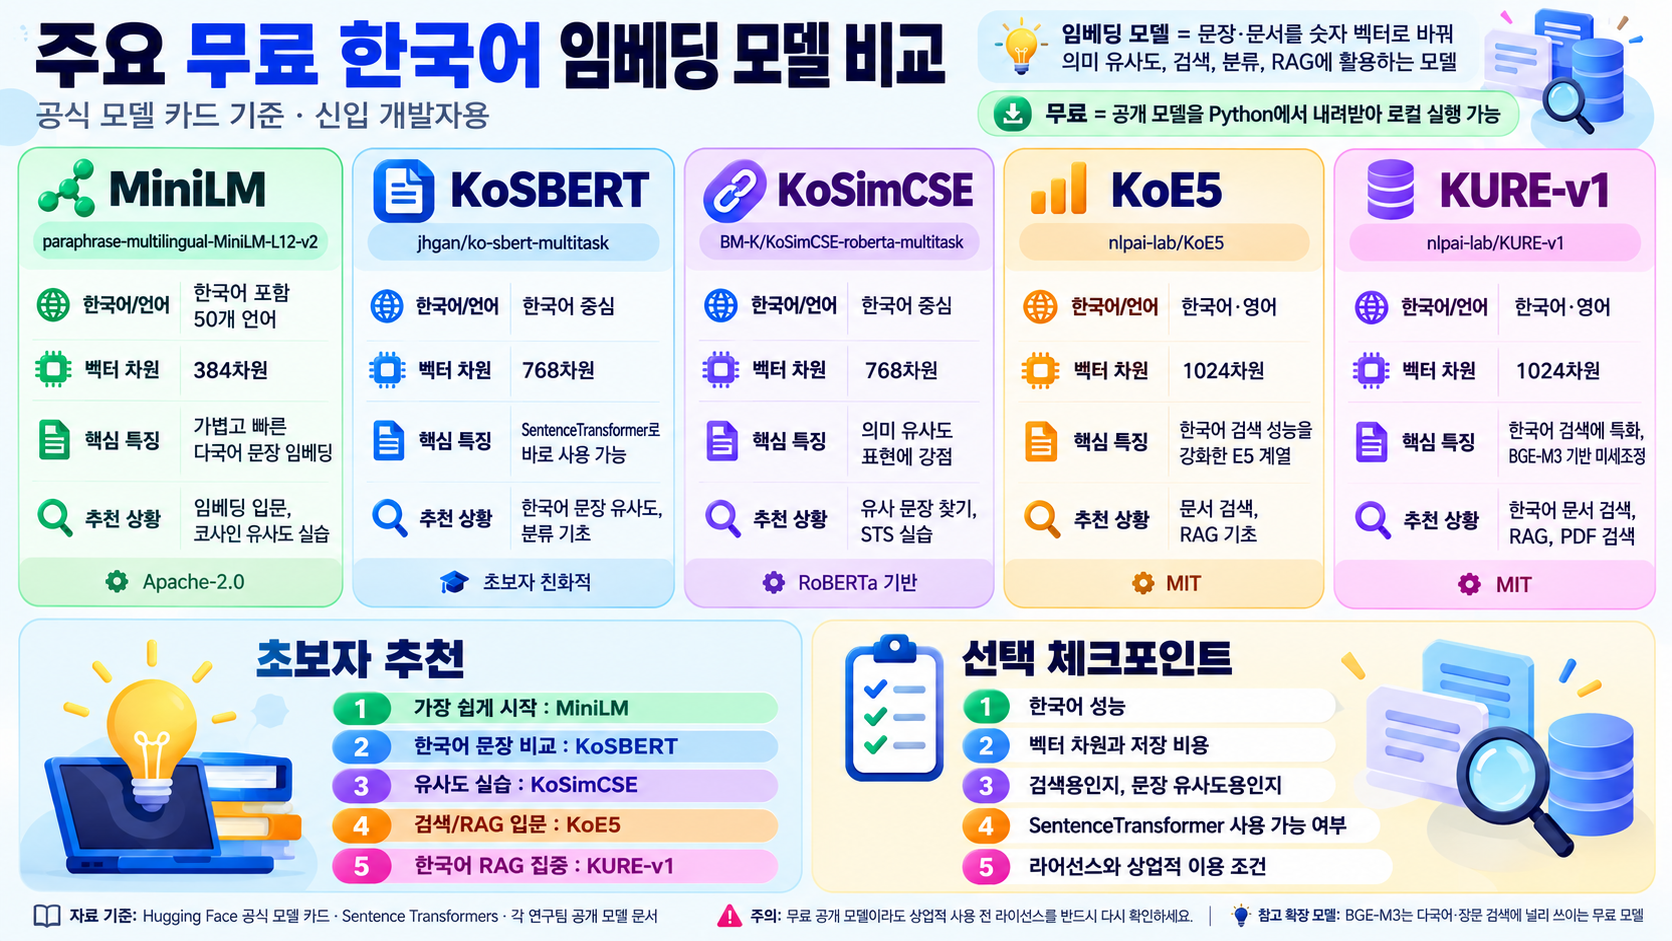 주요 무료 한국어 임베딩 모델 비교
공식 모델 카드 기준 · 신입 개발자용
임베딩 모델 = 문장·문서를 숫자 벡터로 바꿔
의미 유사도, 검색, 분류, RAG에 활용하는 모델
무료 = 공개 모델을 Python에서 내려받아 로컬 실행 가능
MiniLM
paraphrase-multilingual-MiniLM-L12-v2
한국어/언어
한국어 포함
50개 언어
벡터 차원
384차원
핵심 특징
가볍고 빠른
다국어 문장 임베딩
추천 상황
임베딩 입문,
코사인 유사도 실습
Apache-2.0
KoSBERT
jhgan/ko-sbert-multitask
한국어/언어
한국어 중심
벡터 차원
768차원
핵심 특징
SentenceTransformer로
바로 사용 가능
추천 상황
한국어 문장 유사도,
분류 기초
초보자 친화적
KoSimCSE
BM-K/KoSimCSE-roberta-multitask
한국어/언어
한국어 중심
벡터 차원
768차원
핵심 특징
의미 유사도
표현에 강점
추천 상황
유사 문장 찾기,
STS 실습
RoBERTa 기반
KoE5
nlpai-lab/KoE5
한국어/언어
한국어·영어
벡터 차원
1024차원
핵심 특징
한국어 검색 성능을
강화한 E5 계열
추천 상황
문서 검색,
RAG 기초
MIT
KURE-v1
nlpai-lab/KURE-v1
한국어/언어
한국어·영어
벡터 차원
1024차원
핵심 특징
한국어 검색에 특화,
BGE-M3 기반 미세조정
추천 상황
한국어 문서 검색,
RAG, PDF 검색
MIT
초보자 추천
1 가장 쉽게 시작 : MiniLM
2 한국어 문장 비교 : KoSBERT
3 유사도 실습 : KoSimCSE
4 검색/RAG 입문 : KoE5
5 한국어 RAG 집중 : KURE-v1
선택 체크포인트
1 한국어 성능
2 벡터 차원과 저장 비용
3 검색용인지, 문장 유사도용인지
4 SentenceTransformer 사용 가능 여부
5 라이선스와 상업적 이용 조건
자료 기준: Hugging Face 공식 모델 카드 · Sentence Transformers · 각 연구팀 공개 모델 문서
주의: 무료 공개 모델이라도 상업적 사용 전 라이선스를 반드시 다시 확인하세요.
참고 확장 모델: BGE-M3는 다국어·장문 검색에 널리 쓰이는 무료 모델